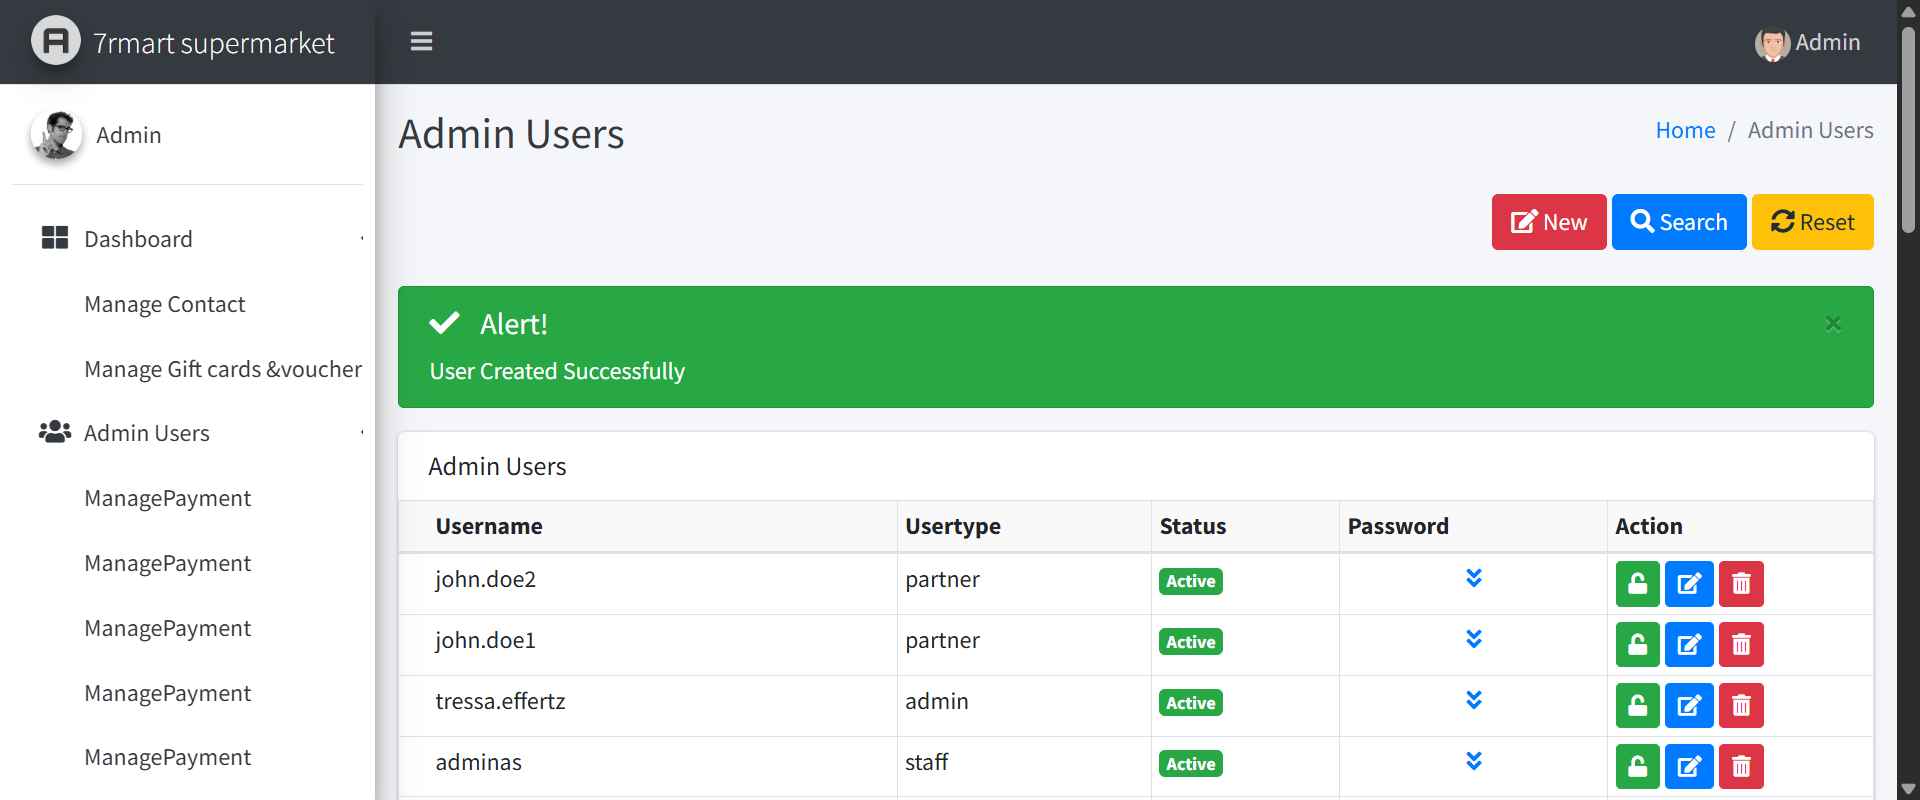 7rmart supermarket
Admin
Admin
Admin Users
Home / Admin Users
New Search Reset
Dashboard
Manage Contact
Manage Gift cards &voucher
Admin Users
ManagePayment
ManagePayment
ManagePayment
ManagePayment
ManagePayment
Alert!
×
User Created Successfully
Admin Users
Username Usertype Status Password Action
john.doe2 partner Active
john.doe1 partner Active
tressa.effertz admin Active
adminas staff Active